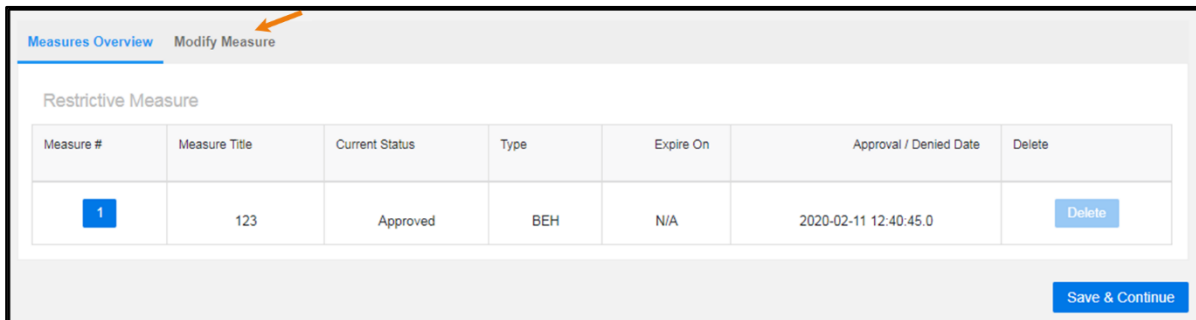 Measures Overview Modify Measure
Restrictive Measure
Measure # Measure Title Current Status Type Expire On Approval / Denied Date Delete
1 123 Approved BEH N/A 2020-02-11 12:40:45.0 Delete
Save & Continue